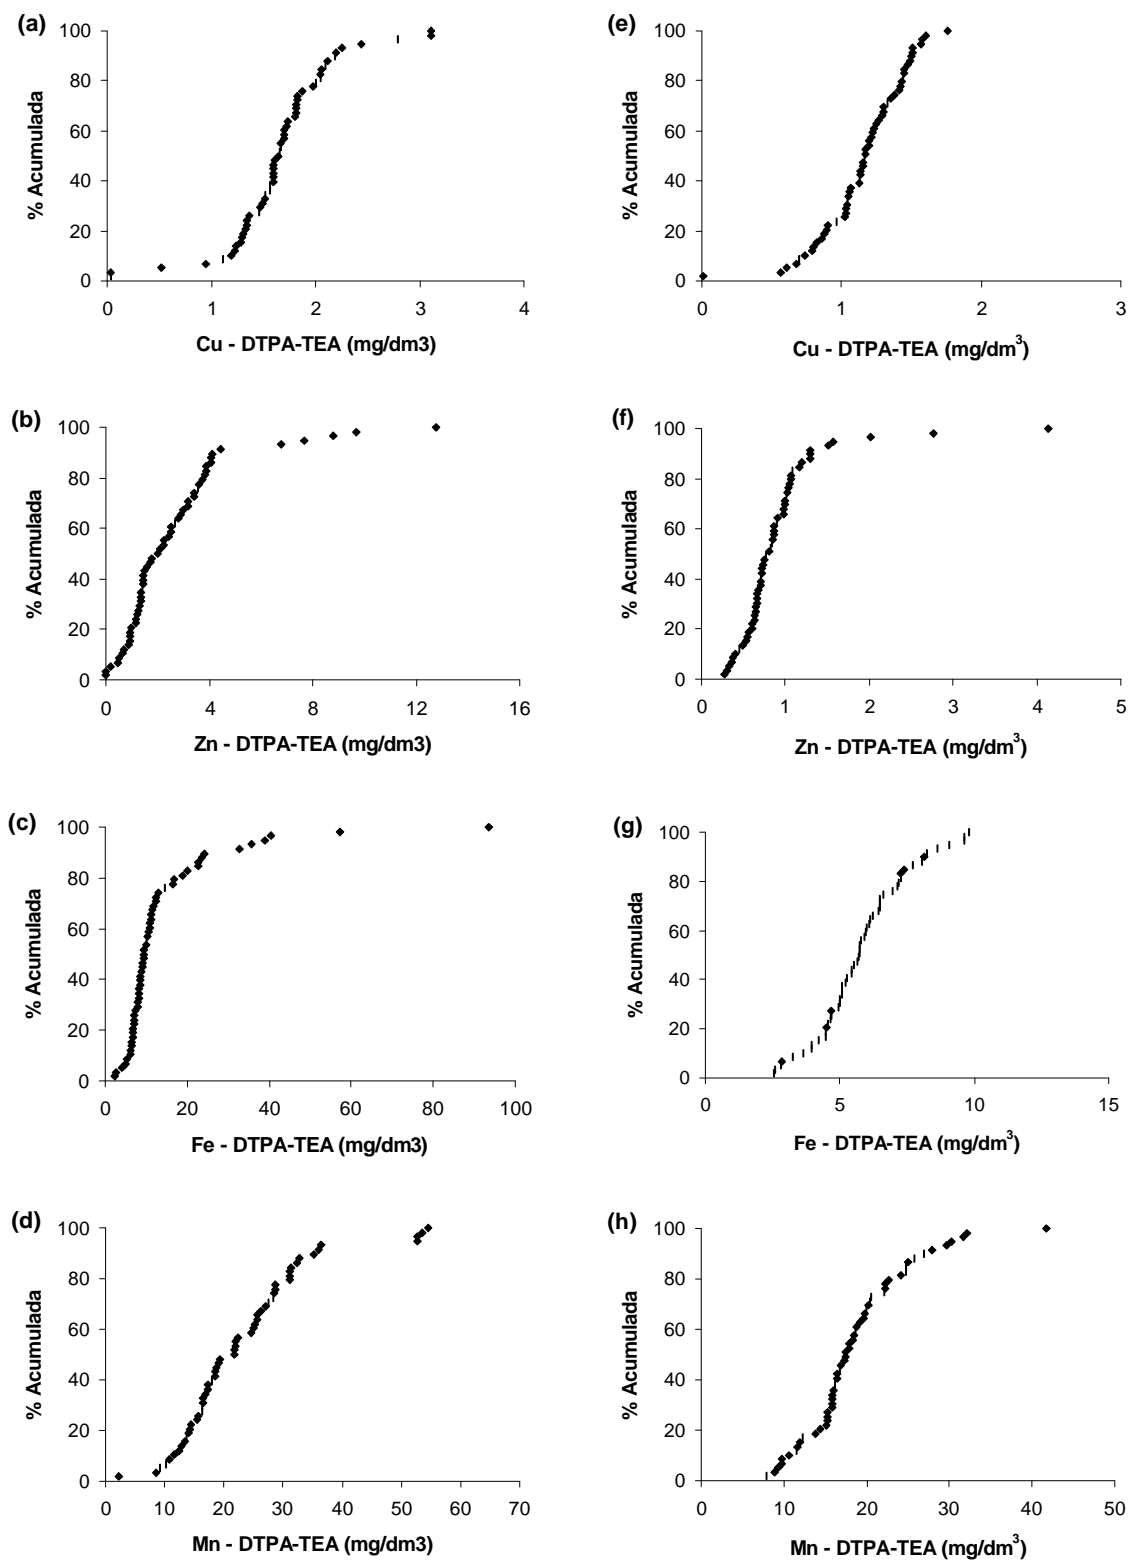 (a)
% Acumulada
100
80
60
40
20
0
0 1 2 3 4
Cu - DTPA-TEA (mg/dm3)
(e)
% Acumulada
100
80
60
40
20
0
0 1 2 3
Cu - DTPA-TEA (mg/dm³)
(b)
% Acumulada
100
80
60
40
20
0
0 4 8 12 16
Zn - DTPA-TEA (mg/dm3)
(f)
% Acumulada
100
80
60
40
20
0
0 1 2 3 4 5
Zn - DTPA-TEA (mg/dm³)
(c)
% Acumulada
100
80
60
40
20
0
0 20 40 60 80 100
Fe - DTPA-TEA (mg/dm3)
(g)
% Acumulada
100
80
60
40
20
0
0 5 10 15
Fe - DTPA-TEA (mg/dm³)
(d)
% Acumulada
100
80
60
40
20
0
0 10 20 30 40 50 60 70
Mn - DTPA-TEA (mg/dm3)
(h)
% Acumulada
100
80
60
40
20
0
0 10 20 30 40 50
Mn - DTPA-TEA (mg/dm³)